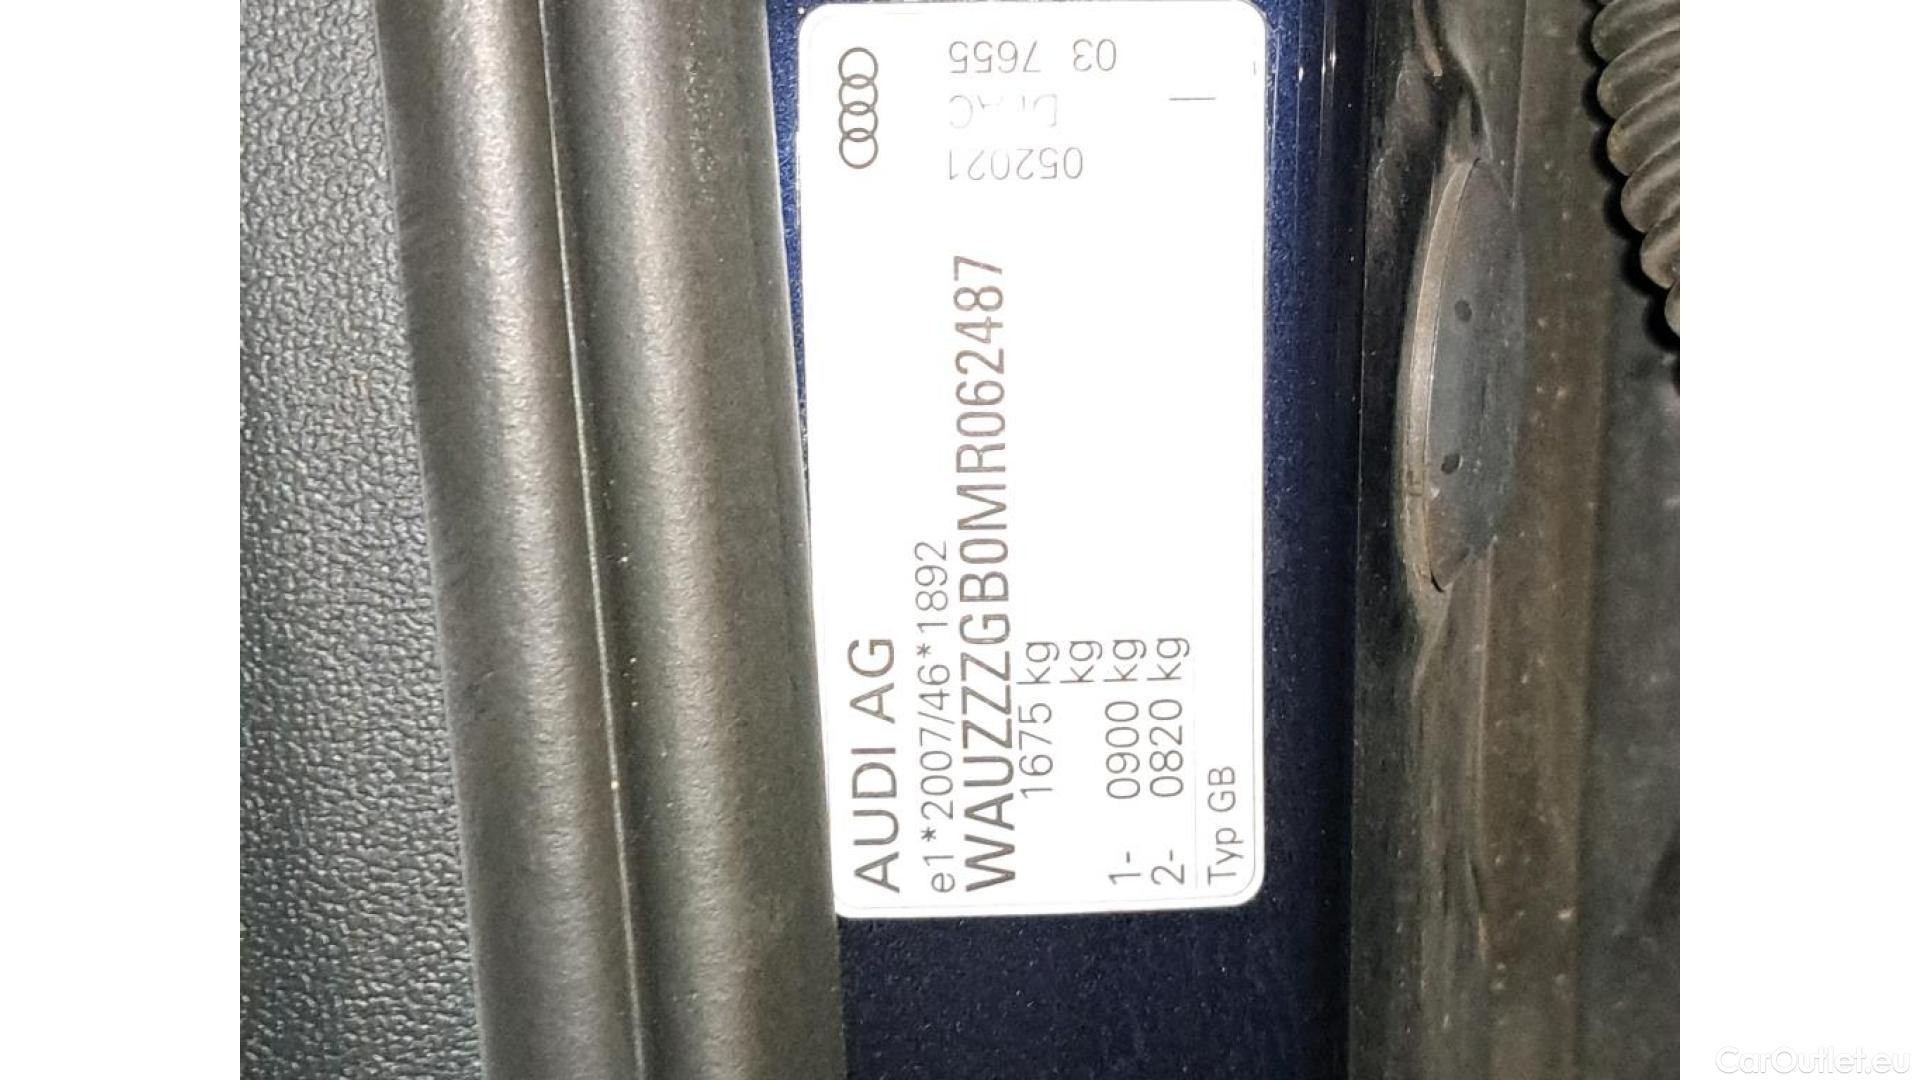 AUDI AG
e1*2007/46*1892
WAUZZZGB0MR062487
1675 kg
kg
1- 0900 kg
2- 0820 kg
Typ GB
052021
03 7655
CarOutlet.eu